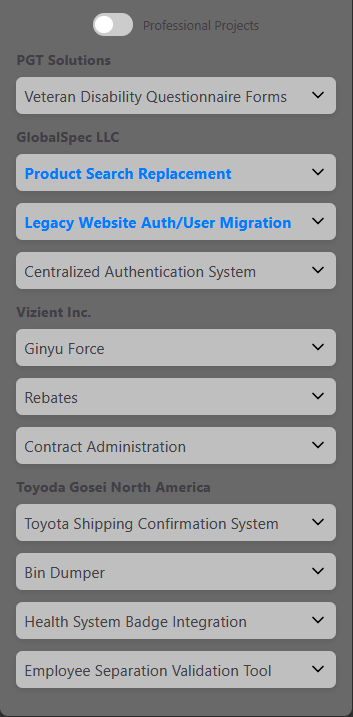 Professional Projects
PGT Solutions
Veteran Disability Questionnaire Forms
GlobalSpec LLC
Product Search Replacement
Legacy Website Auth/User Migration
Centralized Authentication System
Vizient Inc.
Ginyu Force
Rebates
Contract Administration
Toyoda Gosei North America
Toyota Shipping Confirmation System
Bin Dumper
Health System Badge Integration
Employee Separation Validation Tool